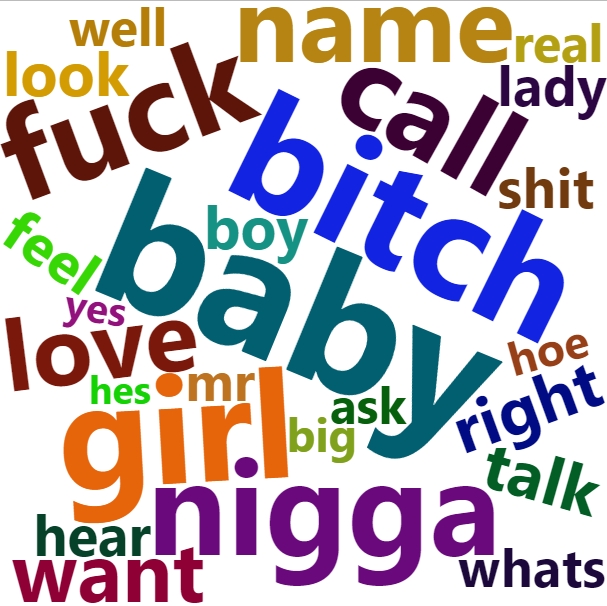 well
name
real
look
fuck
call
lady
bitch
shit
boy
feel
baby
yes
love
hoe
hes
mr
ask
right
girl
big
talk
nigga
hear
want
whats